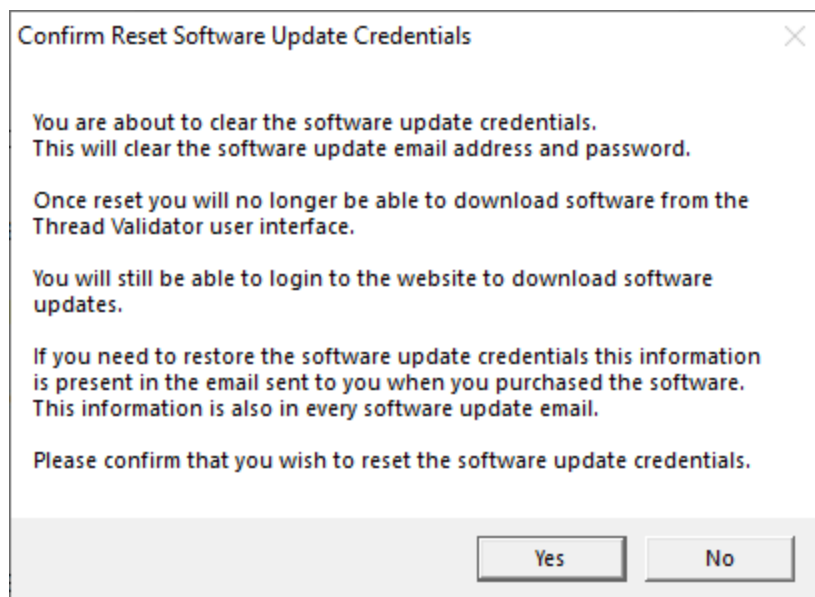 Confirm Reset Software Update Credentials
You are about to clear the software update credentials.
This will clear the software update email address and password.
Once reset you will no longer be able to download software from the
Thread Validator user interface.
You will still be able to login to the website to download software
updates.
If you need to restore the software update credentials this information
is present in the email sent to you when you purchased the software.
This information is also in every software update email.
Please confirm that you wish to reset the software update credentials.
Yes
No